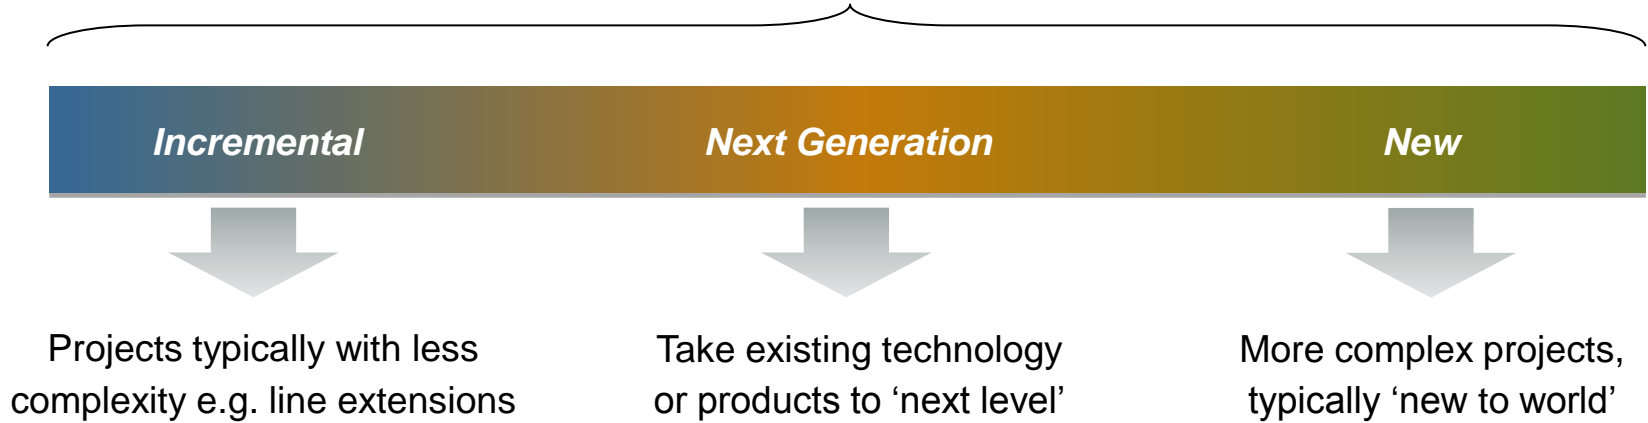 Incremental
Next Generation
New
Projects typically with less
complexity e.g. line extensions
Take existing technology
or products to ‘next level’
More complex projects,
typically ‘new to world’